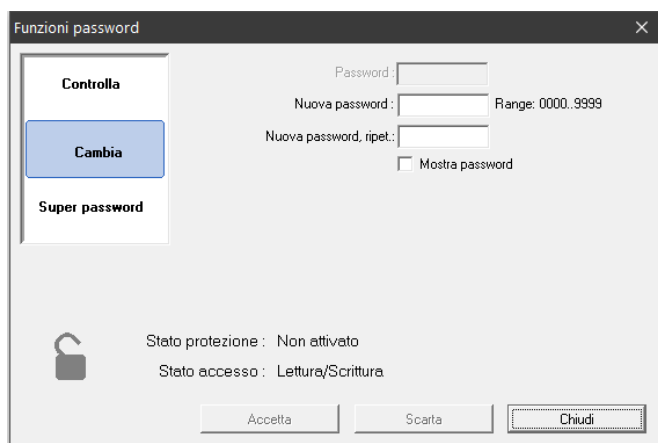 Funzioni password
Controlla
Cambia
Super password
Password :
Nuova password : Range: 0000..9999
Nuova password, ripet.:
Mostra password
Stato protezione : Non attivato
Stato accesso : Lettura/Scrittura
Accetta Scarta Chiudi